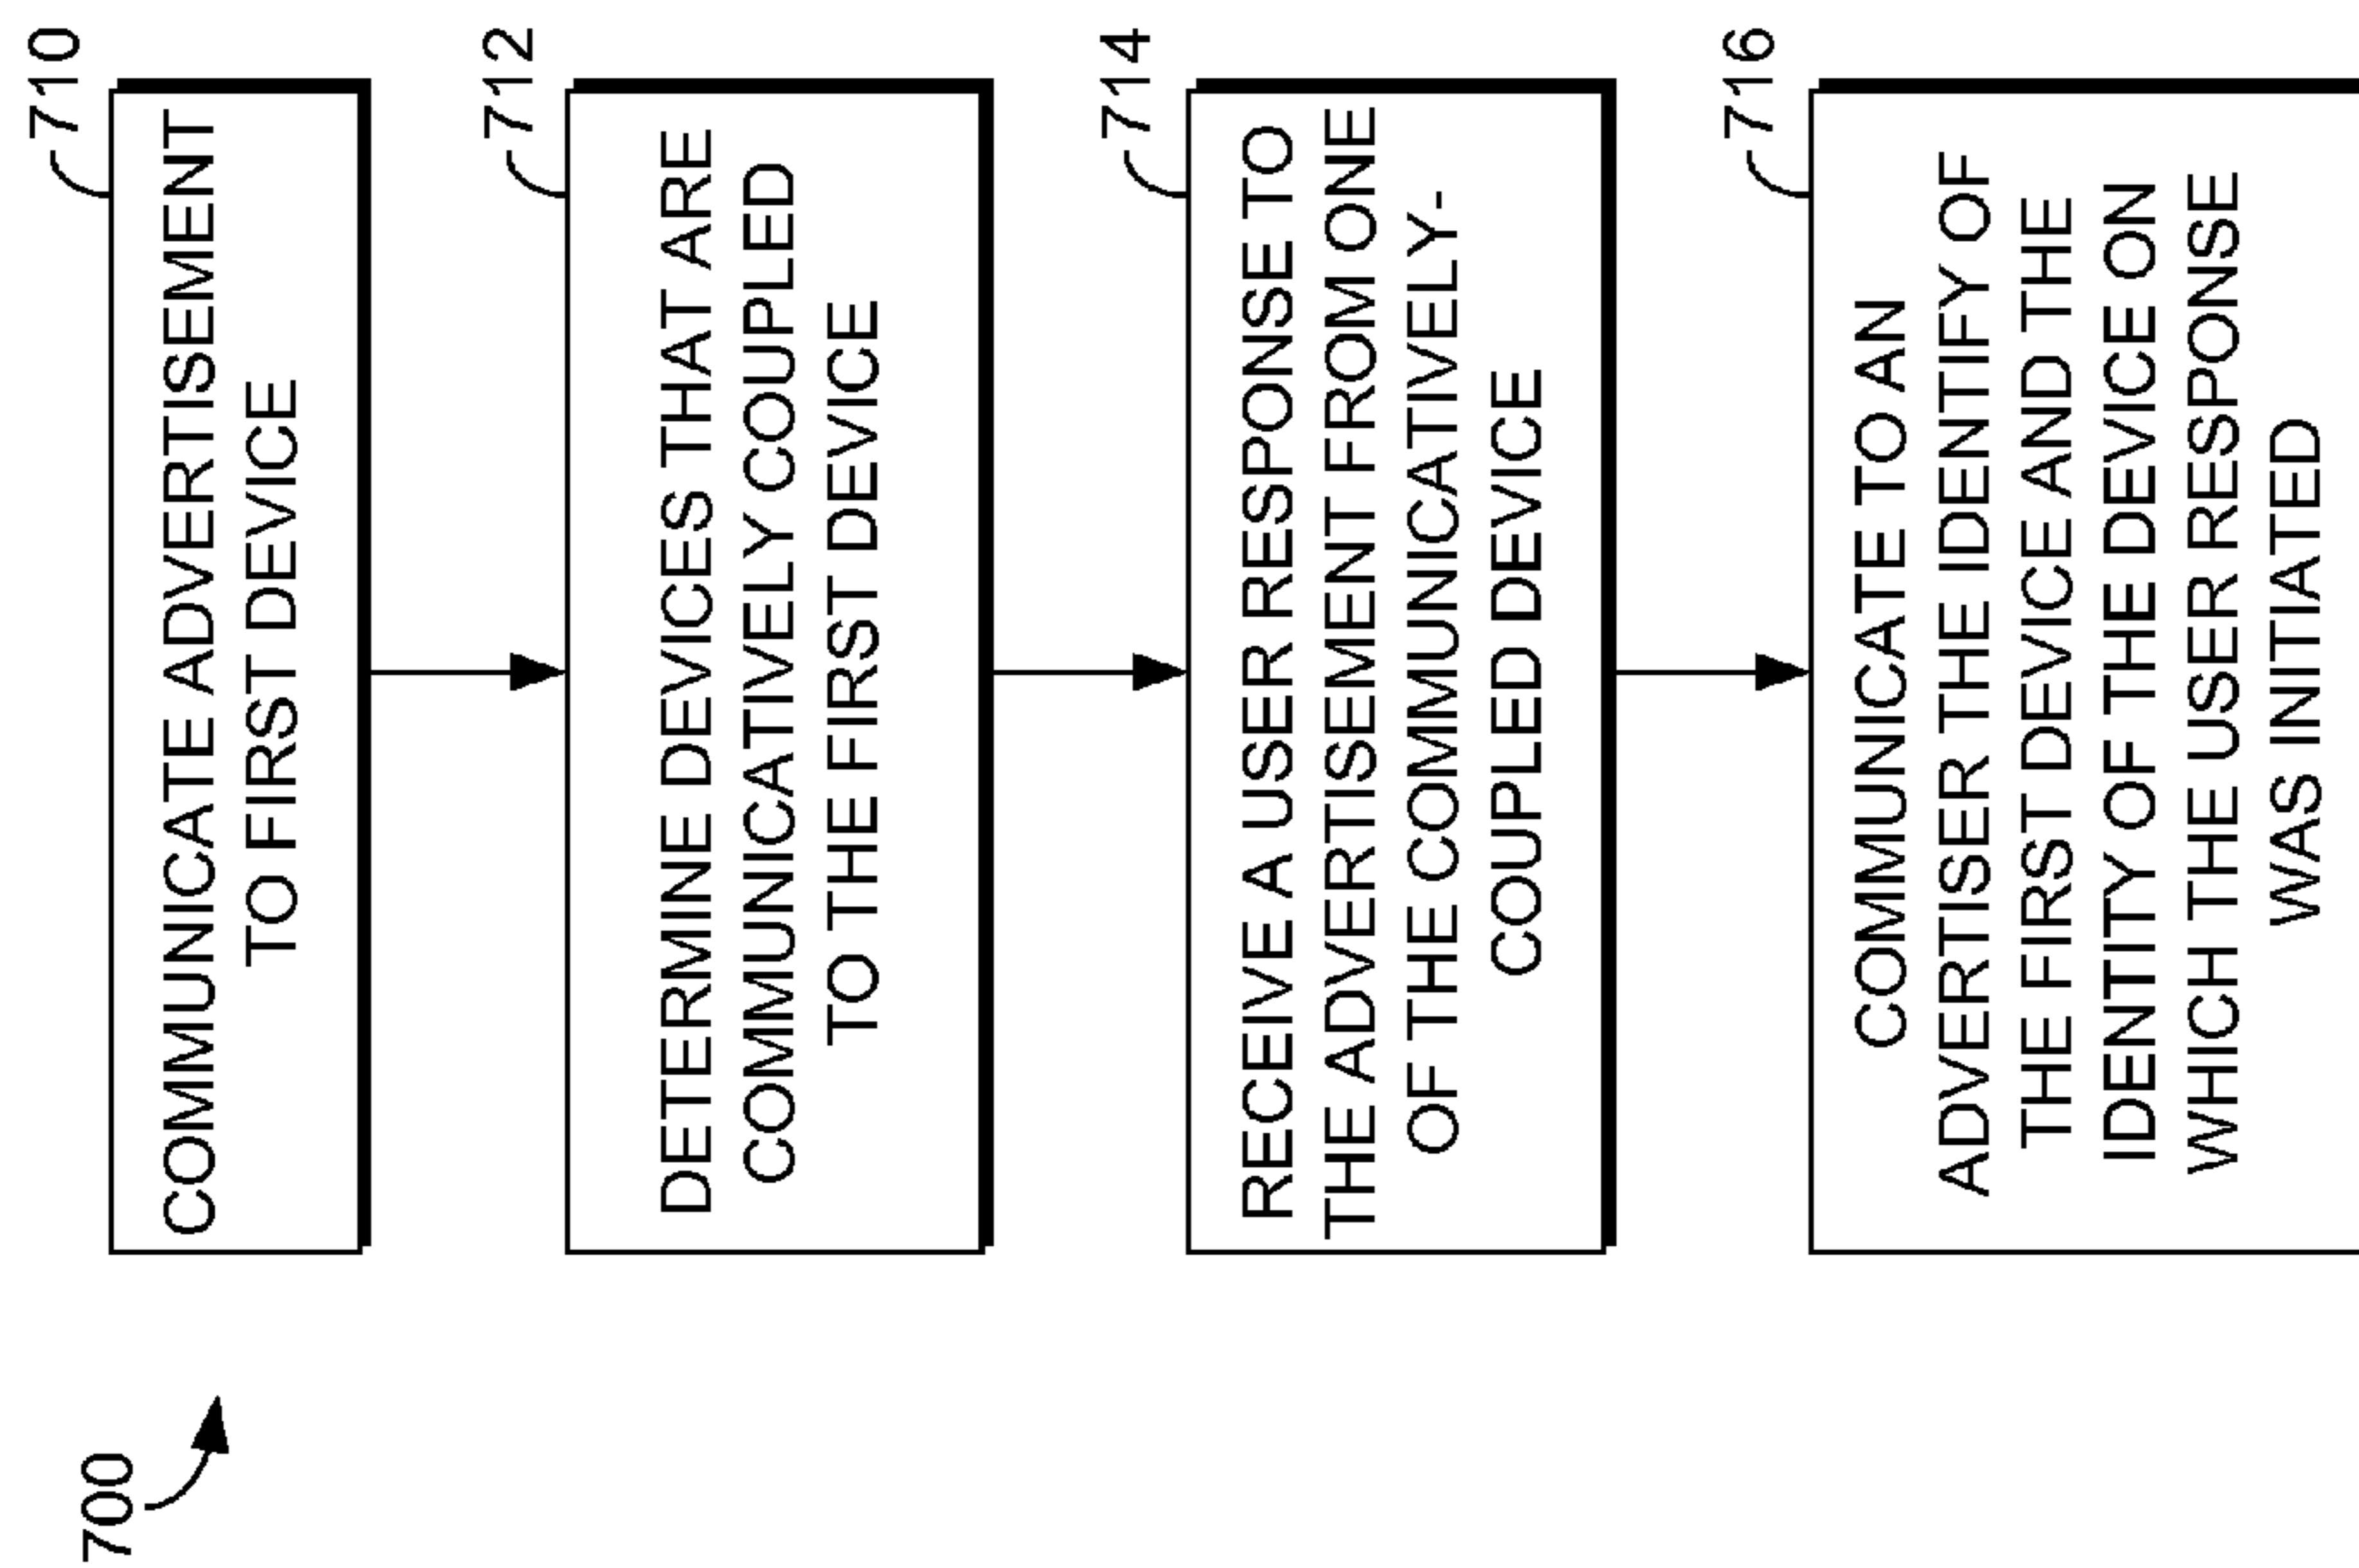 700
710
COMMUNICATE ADVERTISEMENT
TO FIRST DEVICE
712
DETERMINE DEVICES THAT ARE
COMMUNICATIVELY COUPLED
TO THE FIRST DEVICE
714
RECEIVE A USER RESPONSE TO
THE ADVERTISEMENT FROM ONE
OF THE COMMUNICATIVELY-
COUPLED DEVICE
716
COMMUNICATE TO AN
ADVERTISER THE IDENTIFY OF
THE FIRST DEVICE AND THE
IDENTITY OF THE DEVICE ON
WHICH THE USER RESPONSE
WAS INITIATED